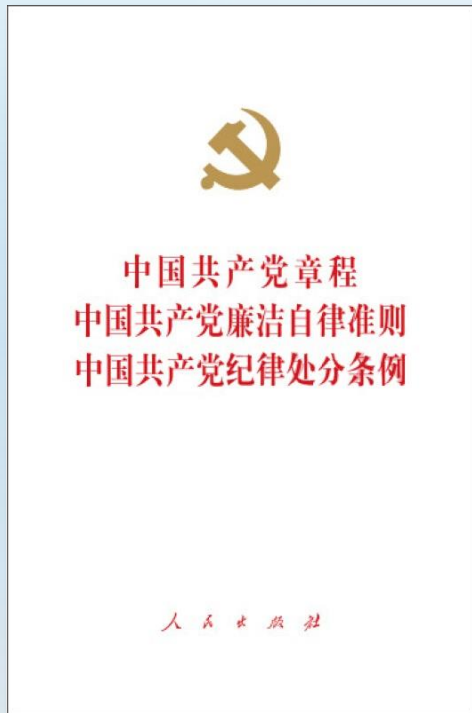 中国共产党章程
中国共产党廉洁自律准则
中国共产党纪律处分条例
人民出版社